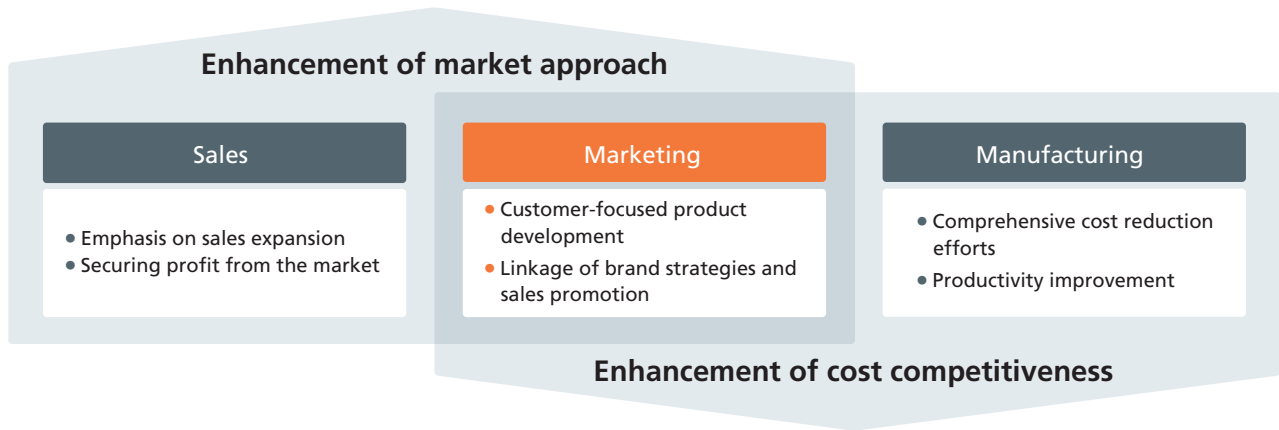 Enhancement of market approach
Sales
• Emphasis on sales expansion
• Securing profit from the market
Marketing
• Customer-focused product
development
• Linkage of brand strategies and
sales promotion
Manufacturing
• Comprehensive cost reduction
efforts
• Productivity improvement
Enhancement of cost competitiveness